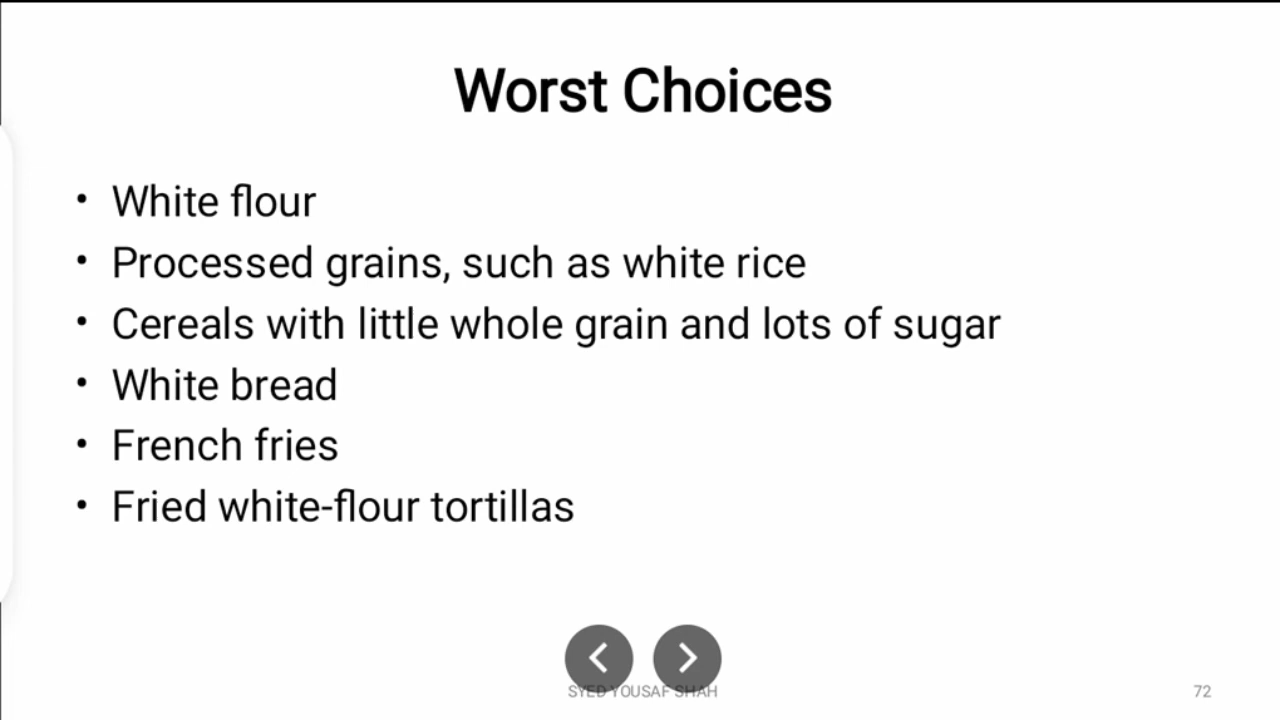 Worst Choices
• White flour
• Processed grains, such as white rice
• Cereals with little whole grain and lots of sugar
• White bread
• French fries
• Fried white-flour tortillas
SYED YOUSAF SHAH
72